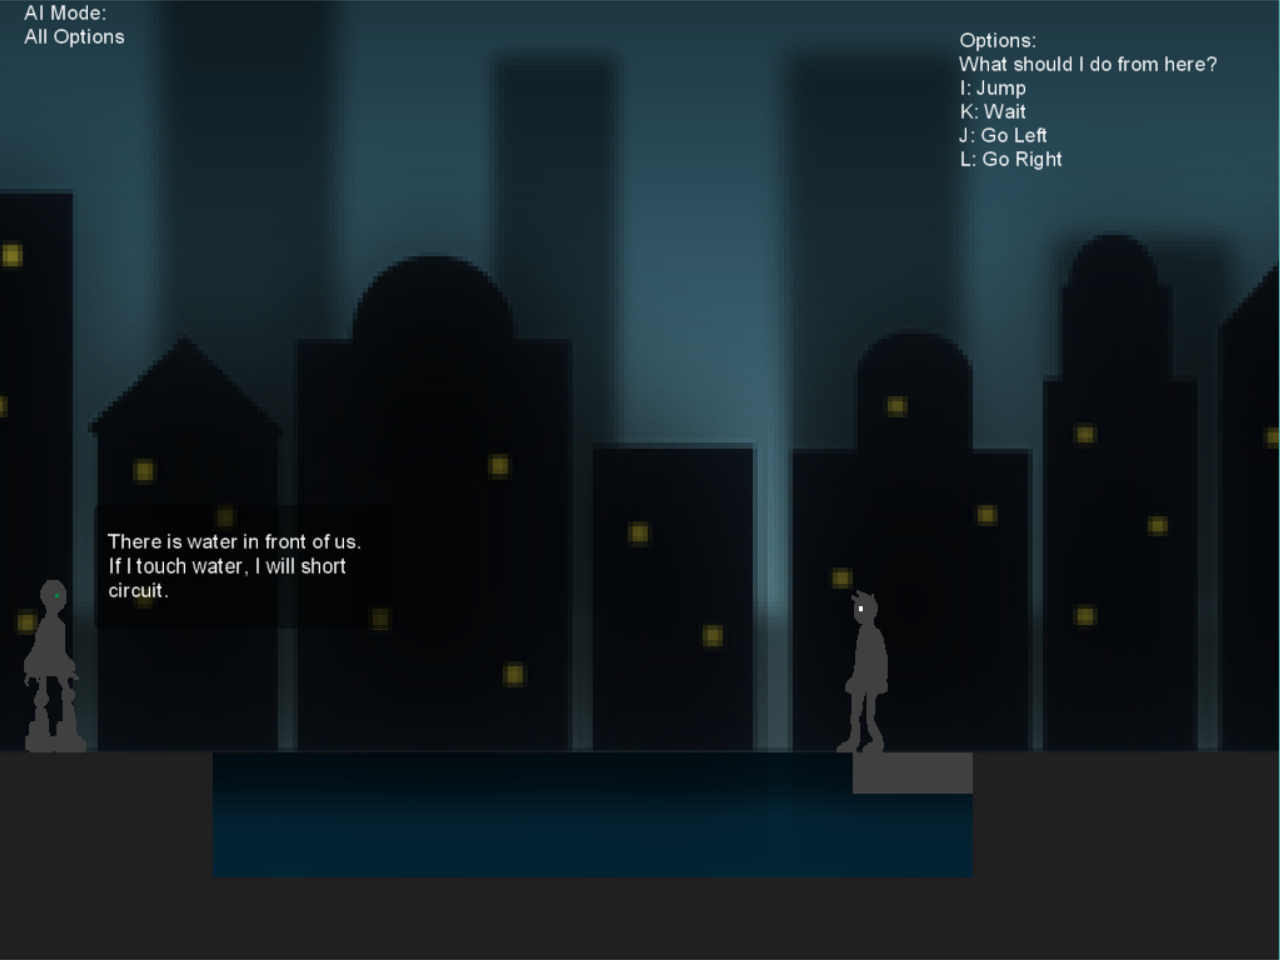 AI Mode:
All Options
Options:
What should I do from here?
I: Jump
K: Wait
J: Go Left
L: Go Right
There is water in front of us.
If I touch water, I will short
circuit.